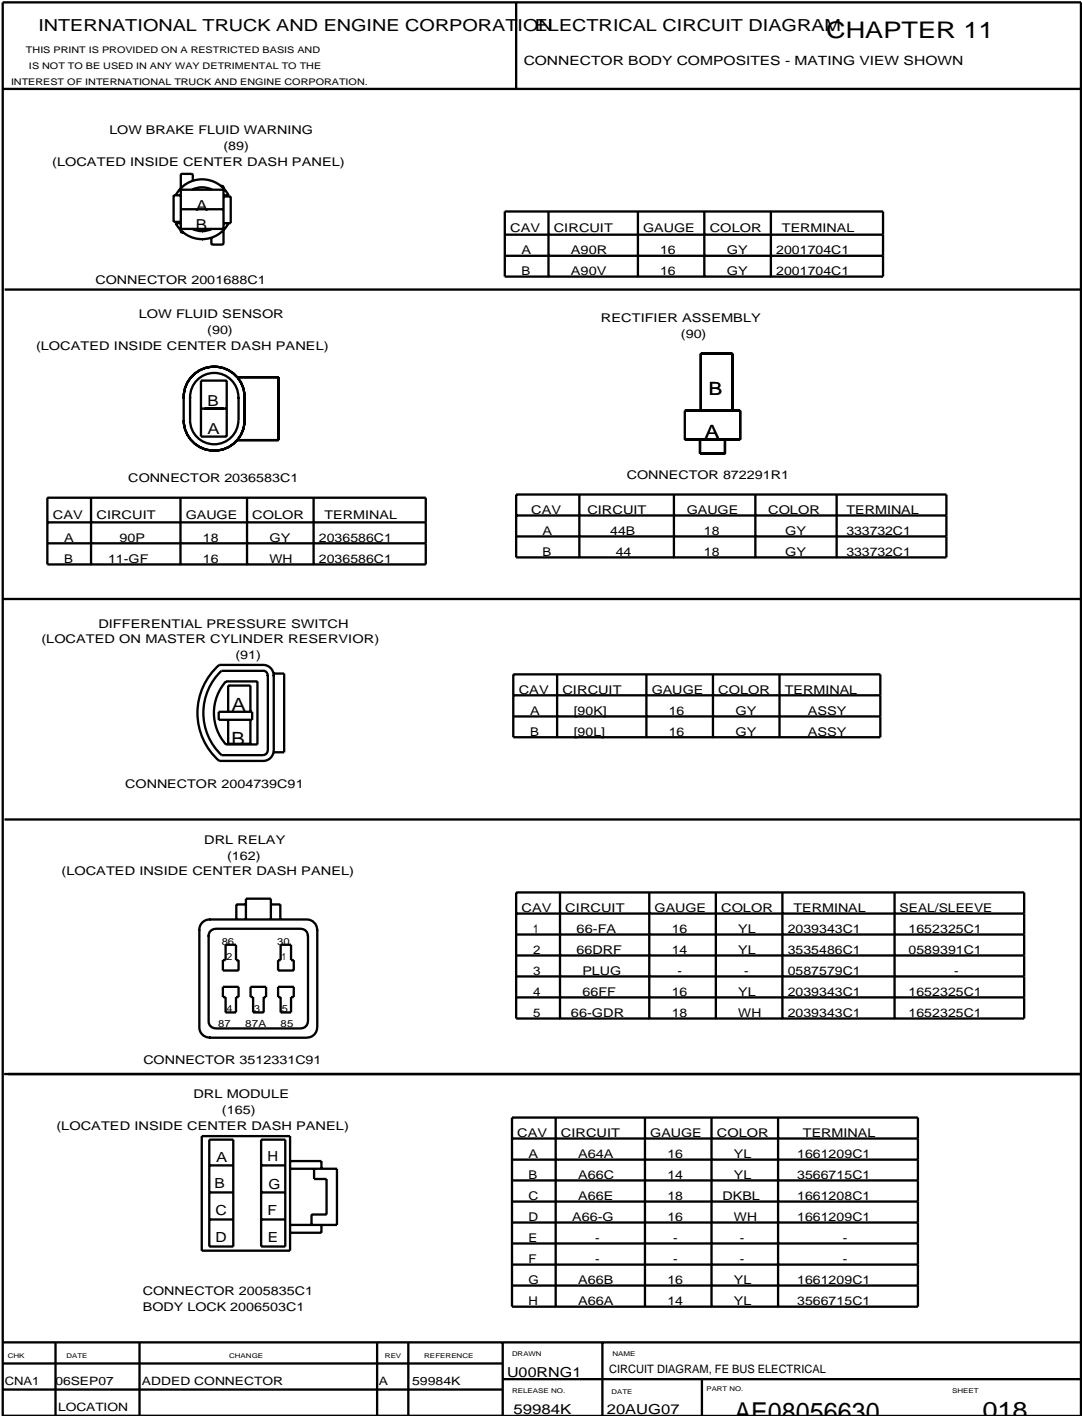 INTERNATIONAL TRUCK AND ENGINE CORPORATION
THIS PRINT IS PROVIDED ON A RESTRICTED BASIS AND
IS NOT TO BE USED IN ANY WAY DETRIMENTAL TO THE
INTEREST OF INTERNATIONAL TRUCK AND ENGINE CORPORATION.
ELECTRICAL CIRCUIT DIAGRAM
CHAPTER 11
CONNECTOR BODY COMPOSITES - MATING VIEW SHOWN
LOW BRAKE FLUID WARNING
(89)
(LOCATED INSIDE CENTER DASH PANEL)
A
B
CONNECTOR 2001688C1
CAV CIRCUIT GAUGE COLOR TERMINAL
A A90R 16 GY 2001704C1
B A90V 16 GY 2001704C1
LOW FLUID SENSOR
(90)
(LOCATED INSIDE CENTER DASH PANEL)
B
A
CONNECTOR 2036583C1
CAV CIRCUIT GAUGE COLOR TERMINAL
A 90P 18 GY 2036586C1
B 11-GF 16 WH 2036586C1
RECTIFIER ASSEMBLY
(90)
B
A
CONNECTOR 872291R1
CAV CIRCUIT GAUGE COLOR TERMINAL
A 44B 18 GY 333732C1
B 44 18 GY 333732C1
DIFFERENTIAL PRESSURE SWITCH
(LOCATED ON MASTER CYLINDER RESERVIOR)
(91)
A
B
CONNECTOR 2004739C91
CAV CIRCUIT GAUGE COLOR TERMINAL
A [90K] 16 GY ASSY
B [90L] 16 GY ASSY
DRL RELAY
(162)
(LOCATED INSIDE CENTER DASH PANEL)
86 30
2 1
4 3 5
87 87A 85
CONNECTOR 3512331C91
CAV CIRCUIT GAUGE COLOR TERMINAL SEAL/SLEEVE
1 66-FA 16 YL 2039343C1 1652325C1
2 66DRF 14 YL 3535486C1 0589391C1
3 PLUG - - 0587579C1 -
4 66FF 16 YL 2039343C1 1652325C1
5 66-GDR 18 WH 2039343C1 1652325C1
DRL MODULE
(165)
(LOCATED INSIDE CENTER DASH PANEL)
A H
B G
C F
D E
CONNECTOR 2005835C1
BODY LOCK 2006503C1
CAV CIRCUIT GAUGE COLOR TERMINAL
A A64A 16 YL 1661209C1
B A66C 14 YL 3566715C1
C A66E 18 DKBL 1661208C1
D A66-G 16 WH 1661209C1
E - - - -
F - - - -
G A66B 16 YL 1661209C1
H A66A 14 YL 3566715C1
CHK DATE CHANGE REV REFERENCE
CNA1 06SEP07 ADDED CONNECTOR A 59984K
LOCATION
DRAWN
U00RNG1
NAME
CIRCUIT DIAGRAM, FE BUS ELECTRICAL
RELEASE NO.
59984K
DATE
20AUG07
PART NO.
AE08056630
SHEET
018